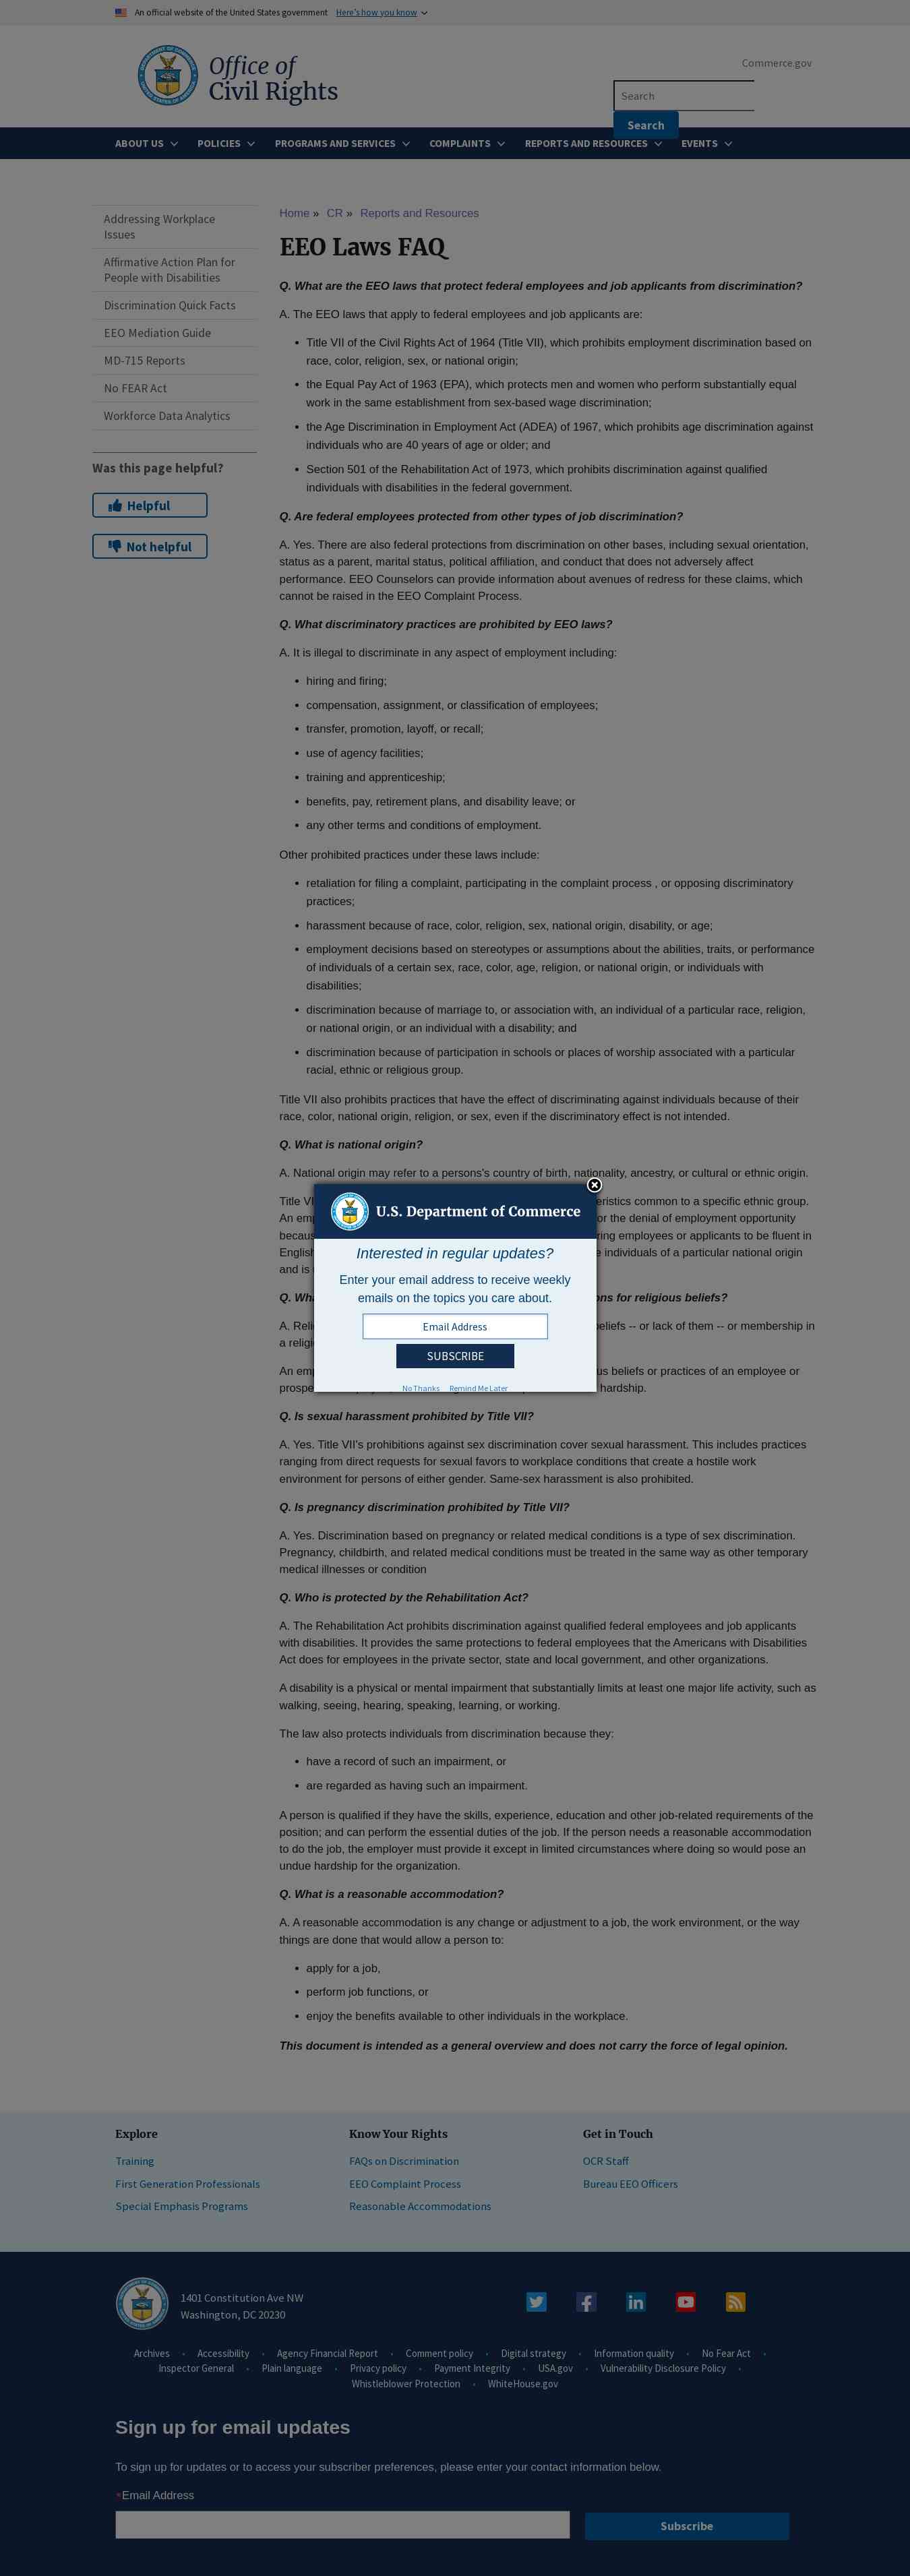 An official website of the United States government Here's how you know
Office of
Civil Rights
Commerce.gov
Search
Search
ABOUT US POLICIES PROGRAMS AND SERVICES COMPLAINTS REPORTS AND RESOURCES EVENTS
Addressing Workplace
Issues
Affirmative Action Plan for
People with Disabilities
Discrimination Quick Facts
EEO Mediation Guide
MD-715 Reports
No FEAR Act
Workforce Data Analytics
Was this page helpful?
Helpful
Not helpful
Home » CR » Reports and Resources
EEO Laws FAQ
Q. What are the EEO laws that protect federal employees and job applicants from discrimination?
A. The EEO laws that apply to federal employees and job applicants are:
• Title VII of the Civil Rights Act of 1964 (Title VII), which prohibits employment discrimination based on
race, color, religion, sex, or national origin;
• the Equal Pay Act of 1963 (EPA), which protects men and women who perform substantially equal
work in the same establishment from sex-based wage discrimination;
• the Age Discrimination in Employment Act (ADEA) of 1967, which prohibits age discrimination against
individuals who are 40 years of age or older; and
• Section 501 of the Rehabilitation Act of 1973, which prohibits discrimination against qualified
individuals with disabilities in the federal government.
Q. Are federal employees protected from other types of job discrimination?
A. Yes. There are also federal protections from discrimination on other bases, including sexual orientation,
status as a parent, marital status, political affiliation, and conduct that does not adversely affect
performance. EEO Counselors can provide information about avenues of redress for these claims, which
cannot be raised in the EEO Complaint Process.
Q. What discriminatory practices are prohibited by EEO laws?
A. It is illegal to discriminate in any aspect of employment including:
• hiring and firing;
• compensation, assignment, or classification of employees;
• transfer, promotion, layoff, or recall;
• use of agency facilities;
• training and apprenticeship;
• benefits, pay, retirement plans, and disability leave; or
• any other terms and conditions of employment.
Other prohibited practices under these laws include:
• retaliation for filing a complaint, participating in the complaint process , or opposing discriminatory
practices;
• harassment because of race, color, religion, sex, national origin, disability, or age;
• employment decisions based on stereotypes or assumptions about the abilities, traits, or performance
of individuals of a certain sex, race, color, age, religion, or national origin, or individuals with
disabilities;
• discrimination because of marriage to, or association with, an individual of a particular race, religion,
or national origin, or an individual with a disability; and
• discrimination because of participation in schools or places of worship associated with a particular
racial, ethnic or religious group.
Title VII also prohibits practices that have the effect of discriminating against individuals because of their
race, color, national origin, religion, or sex, even if the discriminatory effect is not intended.
Q. What is national origin?
A. National origin may refer to a persons's country of birth, nationality, ancestry, or cultural or ethnic origin.
Title VI eristics common to a specific ethnic group.
An emp or the denial of employment opportunity
becaus ring employees or applicants to be fluent in
English e individuals of a particular national origin
and is
Q. Wha ons for religious beliefs?
A. Reli beliefs -- or lack of them -- or membership in
a religi
An emp us beliefs or practices of an employee or
prospe hardship.
U.S. Department of Commerce
Interested in regular updates?
Enter your email address to receive weekly
emails on the topics you care about.
Email Address
SUBSCRIBE
No Thanks Remind Me Later
Q. Is sexual harassment prohibited by Title VII?
A. Yes. Title VII's prohibitions against sex discrimination cover sexual harassment. This includes practices
ranging from direct requests for sexual favors to workplace conditions that create a hostile work
environment for persons of either gender. Same-sex harassment is also prohibited.
Q. Is pregnancy discrimination prohibited by Title VII?
A. Yes. Discrimination based on pregnancy or related medical conditions is a type of sex discrimination.
Pregnancy, childbirth, and related medical conditions must be treated in the same way as other temporary
medical illnesses or condition
Q. Who is protected by the Rehabilitation Act?
A. The Rehabilitation Act prohibits discrimination against qualified federal employees and job applicants
with disabilities. It provides the same protections to federal employees that the Americans with Disabilities
Act does for employees in the private sector, state and local government, and other organizations.
A disability is a physical or mental impairment that substantially limits at least one major life activity, such as
walking, seeing, hearing, speaking, learning, or working.
The law also protects individuals from discrimination because they:
• have a record of such an impairment, or
• are regarded as having such an impairment.
A person is qualified if they have the skills, experience, education and other job-related requirements of the
position; and can perform the essential duties of the job. If the person needs a reasonable accommodation
to do the job, the employer must provide it except in limited circumstances where doing so would pose an
undue hardship for the organization.
Q. What is a reasonable accommodation?
A. A reasonable accommodation is any change or adjustment to a job, the work environment, or the way
things are done that would allow a person to:
• apply for a job,
• perform job functions, or
• enjoy the benefits available to other individuals in the workplace.
This document is intended as a general overview and does not carry the force of legal opinion.
Explore
Training
First Generation Professionals
Special Emphasis Programs
Know Your Rights
FAQs on Discrimination
EEO Complaint Process
Reasonable Accommodations
Get in Touch
OCR Staff
Bureau EEO Officers
1401 Constitution Ave NW
Washington, DC 20230
Archives • Accessibility • Agency Financial Report • Comment policy • Digital strategy • Information quality • No Fear Act •
Inspector General • Plain language • Privacy policy • Payment Integrity • USA.gov • Vulnerability Disclosure Policy •
Whistleblower Protection • WhiteHouse.gov
Sign up for email updates
To sign up for updates or to access your subscriber preferences, please enter your contact information below.
*Email Address
Subscribe